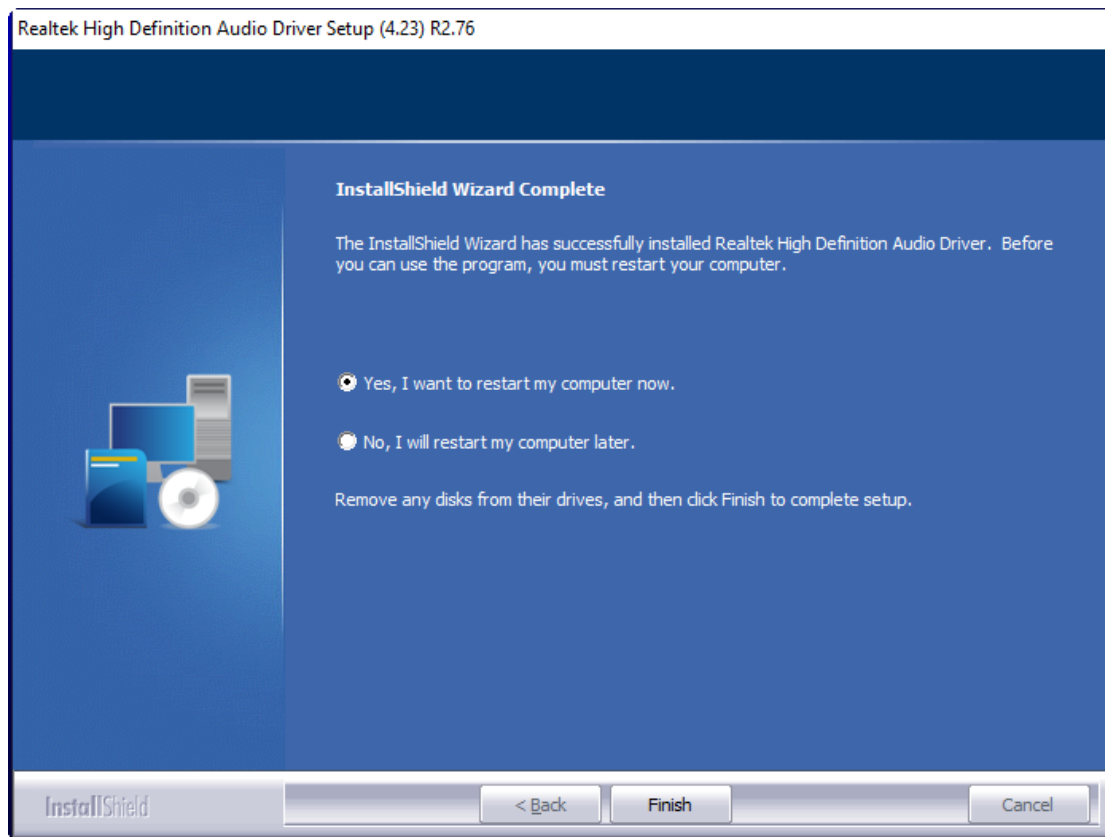 Realtek High Definition Audio Driver Setup (4.23) R2.76
InstallShield Wizard Complete
The InstallShield Wizard has successfully installed Realtek High Definition Audio Driver.  Before
you can use the program, you must restart your computer.
Yes, I want to restart my computer now.
No, I will restart my computer later.
Remove any disks from their drives, and then click Finish to complete setup.
InstallShield
< Back
Finish
Cancel